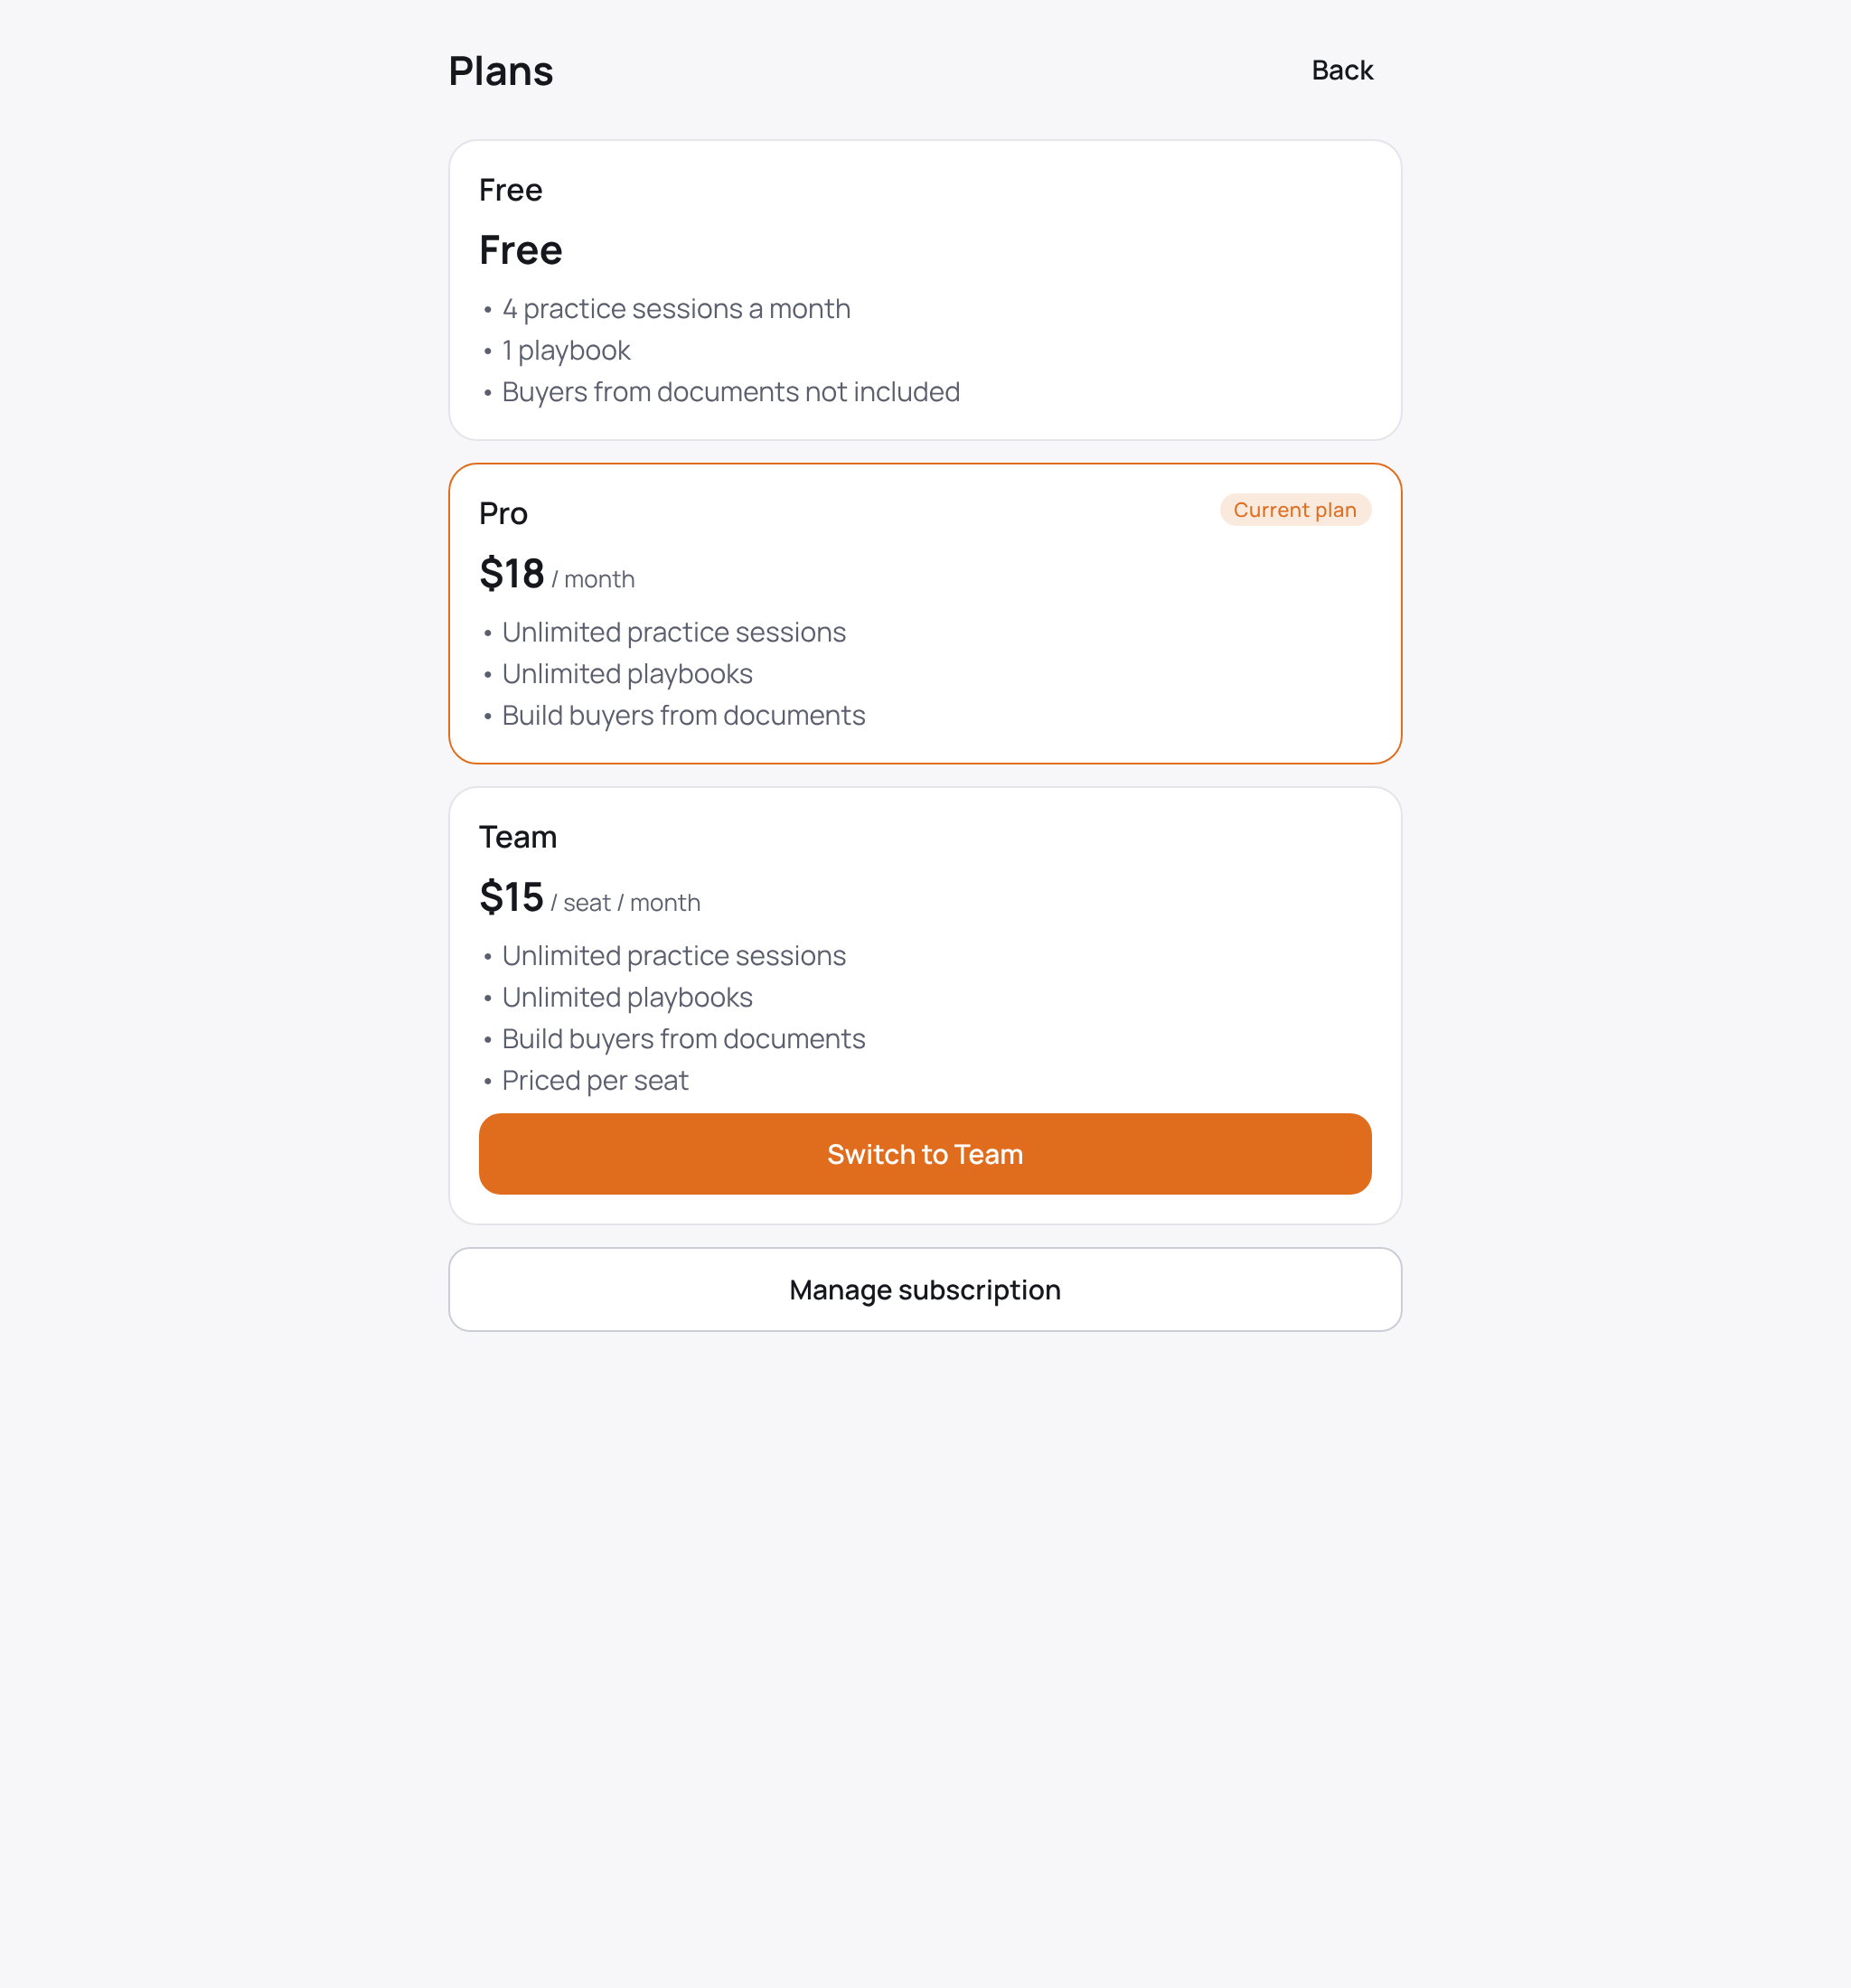 Plans
Back
Free
Free
• 4 practice sessions a month
• 1 playbook
• Buyers from documents not included
Pro
Current plan
$18 / month
• Unlimited practice sessions
• Unlimited playbooks
• Build buyers from documents
Team
$15 / seat / month
• Unlimited practice sessions
• Unlimited playbooks
• Build buyers from documents
• Priced per seat
Switch to Team
Manage subscription